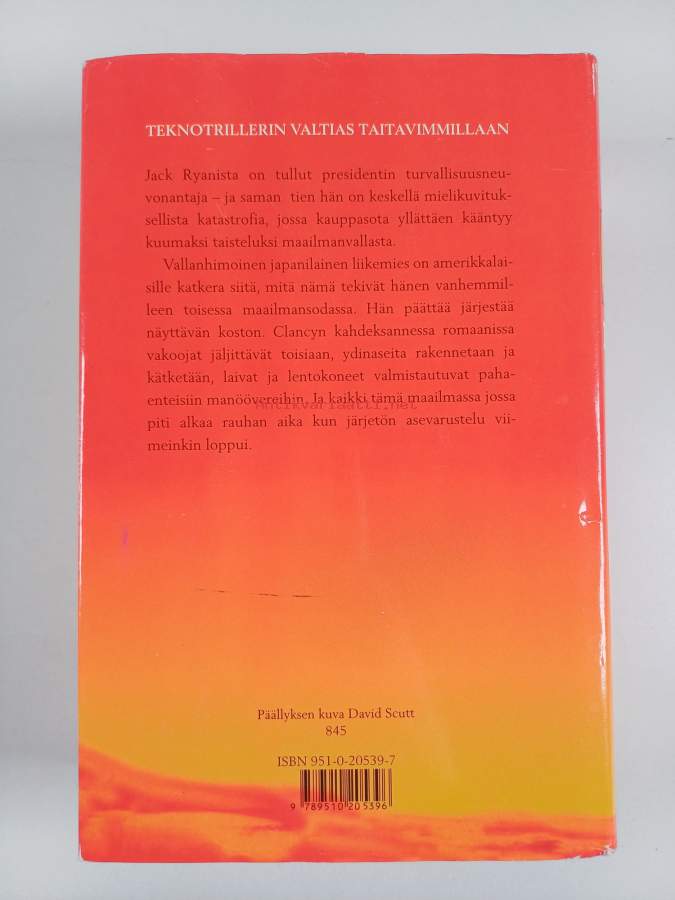 TEKNOTRILLERIN VALTIAS TAITAVIMMILLAAN
Jack Ryanista on tullut presidentin turvallisuusneu-
vonantaja – ja saman tien hän on keskellä mielikuvituk-
sellista katastrofia, jossa kauppasota yllättäen kääntyy
kuumaksi taisteluksi maailmanvallasta.
Vallanhimoinen japanilainen liikemies on amerikkalai-
sille katkera siitä, mitä nämä tekivät hänen vanhemmil-
leen toisessa maailmansodassa. Hän päättää järjestää
näyttävän koston. Clancyn kahdeksannessa romaanissa
vakoojat jäljittävät toisiaan, ydinaseita rakennetaan ja
kätketään, laivat ja lentokoneet valmistautuvat paha-
enteisiin manöövereihin. Ja kaikki tämä maailmassa jossa
antikvariaatti.net
piti alkaa rauhan aika kun järjetön asevarustelu vii-
meinkin loppui.
Päällyksen kuva David Scutt
845
ISBN 951-0-20539-7
9 789510 205396